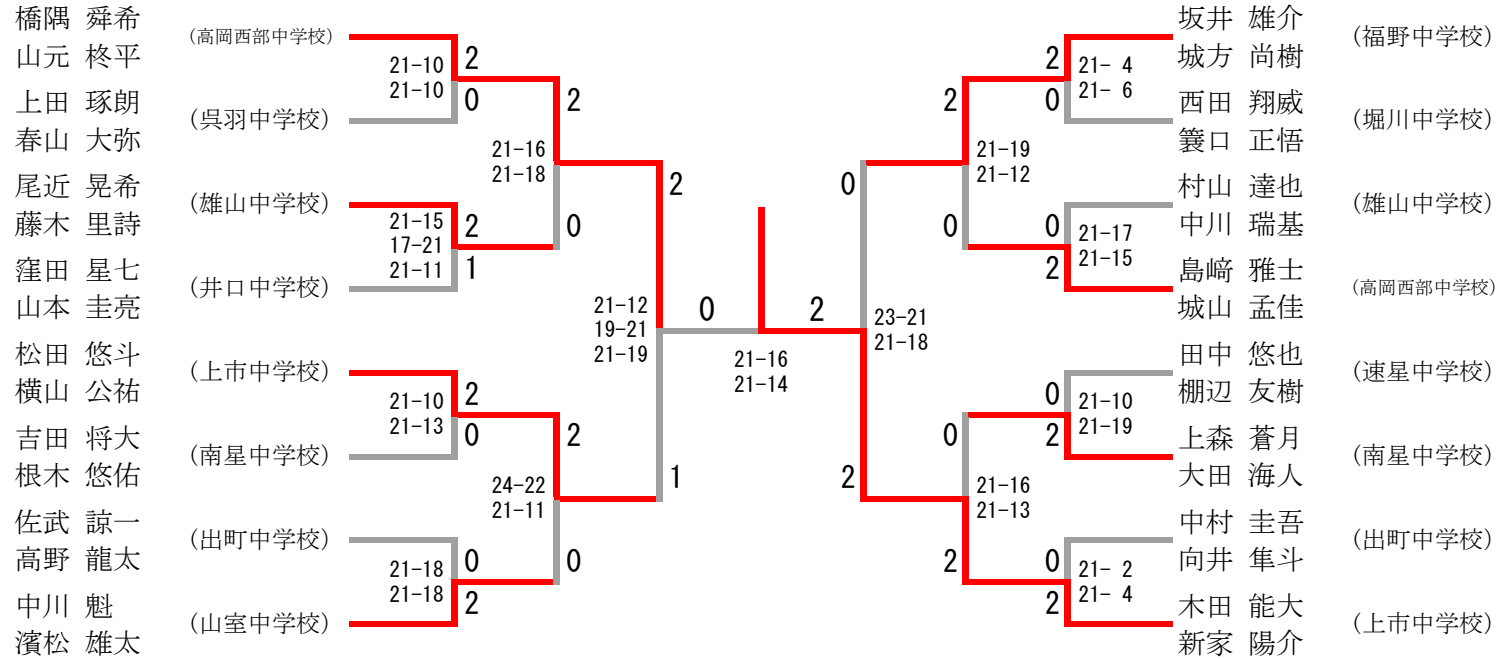 橋隅 舜希
(高岡西部中学校)
山元 柊平
21-10
21-10
2
0
上田 琢朗
(呉羽中学校)
春山 大弥
21-16
21-18
2
0
尾近 晃希
(雄山中学校)
藤木 里詩
21-15
17-21
21-11
2
1
窪田 星七
(井口中学校)
山本 圭亮
21-12
19-21
21-19
2
1
松田 悠斗
(上市中学校)
横山 公祐
21-10
21-13
2
0
吉田 将大
(南星中学校)
根木 悠佑
24-22
21-11
2
0
佐武 諒一
(出町中学校)
高野 龍太
21-18
21-18
0
2
中川 魁
(山室中学校)
濱松 雄太
0
2
21-16
21-14
坂井 雄介
(福野中学校)
城方 尚樹
2
0
21- 4
21- 6
西田 翔威
(堀川中学校)
簑口 正悟
2
0
21-19
21-12
村山 達也
(雄山中学校)
中川 瑞基
0
2
21-17
21-15
島﨑 雅士
(高岡西部中学校)
城山 孟佳
0
2
23-21
21-18
田中 悠也
(速星中学校)
棚辺 友樹
0
2
21-10
21-19
上森 蒼月
(南星中学校)
大田 海人
0
2
21-16
21-13
中村 圭吾
(出町中学校)
向井 隼斗
0
2
21- 2
21- 4
木田 能大
(上市中学校)
新家 陽介